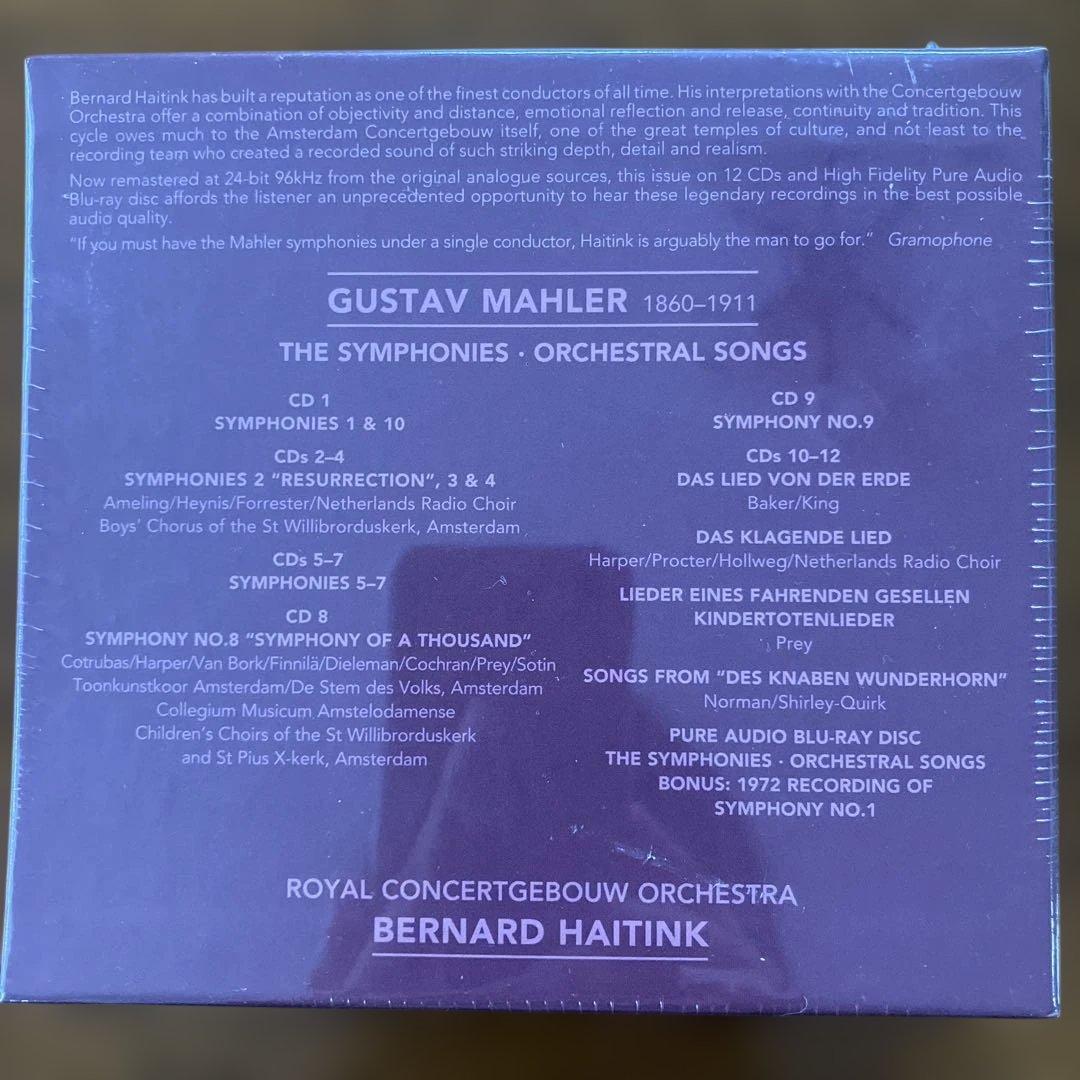 Bernard Haitink has built a reputation as one of the finest conductors of all time. His interpretations with the Concertgebouw
Orchestra offer a combination of objectivity and distance, emotional reflection and release, continuity and tradition. This
cycle owes much to the Amsterdam Concertgebouw itself, one of the great temples of culture, and not least to the
recording team who created a recorded sound of such striking depth, detail and realism.
Now remastered at 24-bit 96kHz from the original analogue sources, this issue on 12 CDs and High Fidelity Pure Audio
Blu-ray disc affords the listener an unprecedented opportunity to hear these legendary recordings in the best possible
audio quality.
“If you must have the Mahler symphonies under a single conductor, Haitink is arguably the man to go for.” Gramophone
GUSTAV MAHLER 1860–1911
THE SYMPHONIES · ORCHESTRAL SONGS
CD 1
SYMPHONIES 1 & 10
CDs 2–4
SYMPHONIES 2 “RESURRECTION”, 3 & 4
Ameling/Heynis/Forrester/Netherlands Radio Choir
Boys’ Chorus of the St Willibrorduskerk, Amsterdam
CDs 5–7
SYMPHONIES 5–7
CD 8
SYMPHONY NO.8 “SYMPHONY OF A THOUSAND”
Cotrubas/Harper/Van Bork/Finnilä/Dieleman/Cochran/Prey/Sotin
Toonkunstkoor Amsterdam/De Stem des Volks, Amsterdam
Collegium Musicum Amstelodamense
Children’s Choirs of the St Willibrorduskerk
and St Pius X-kerk, Amsterdam
CD 9
SYMPHONY NO.9
CDs 10–12
DAS LIED VON DER ERDE
Baker/King
DAS KLAGENDE LIED
Harper/Procter/Hollweg/Netherlands Radio Choir
LIEDER EINES FAHRENDEN GESELLEN
KINDERTOTENLIEDER
Prey
SONGS FROM “DES KNABEN WUNDERHORN”
Norman/Shirley-Quirk
PURE AUDIO BLU-RAY DISC
THE SYMPHONIES · ORCHESTRAL SONGS
BONUS: 1972 RECORDING OF
SYMPHONY NO.1
ROYAL CONCERTGEBOUW ORCHESTRA
BERNARD HAITINK